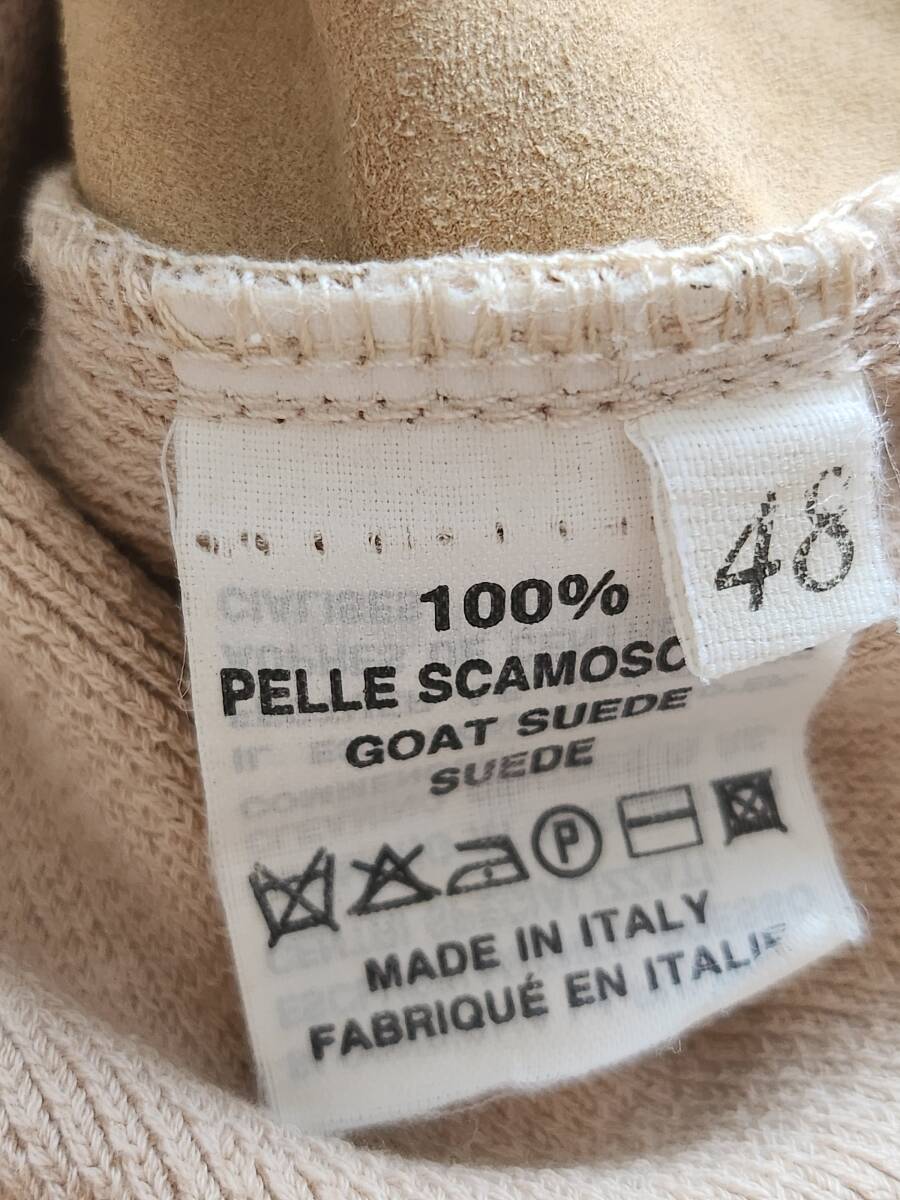 48
100%
PELLE SCAMOSC
GOAT SUEDE
SUEDE
P
MADE IN ITALY
FABRIQUÉ EN ITALIE